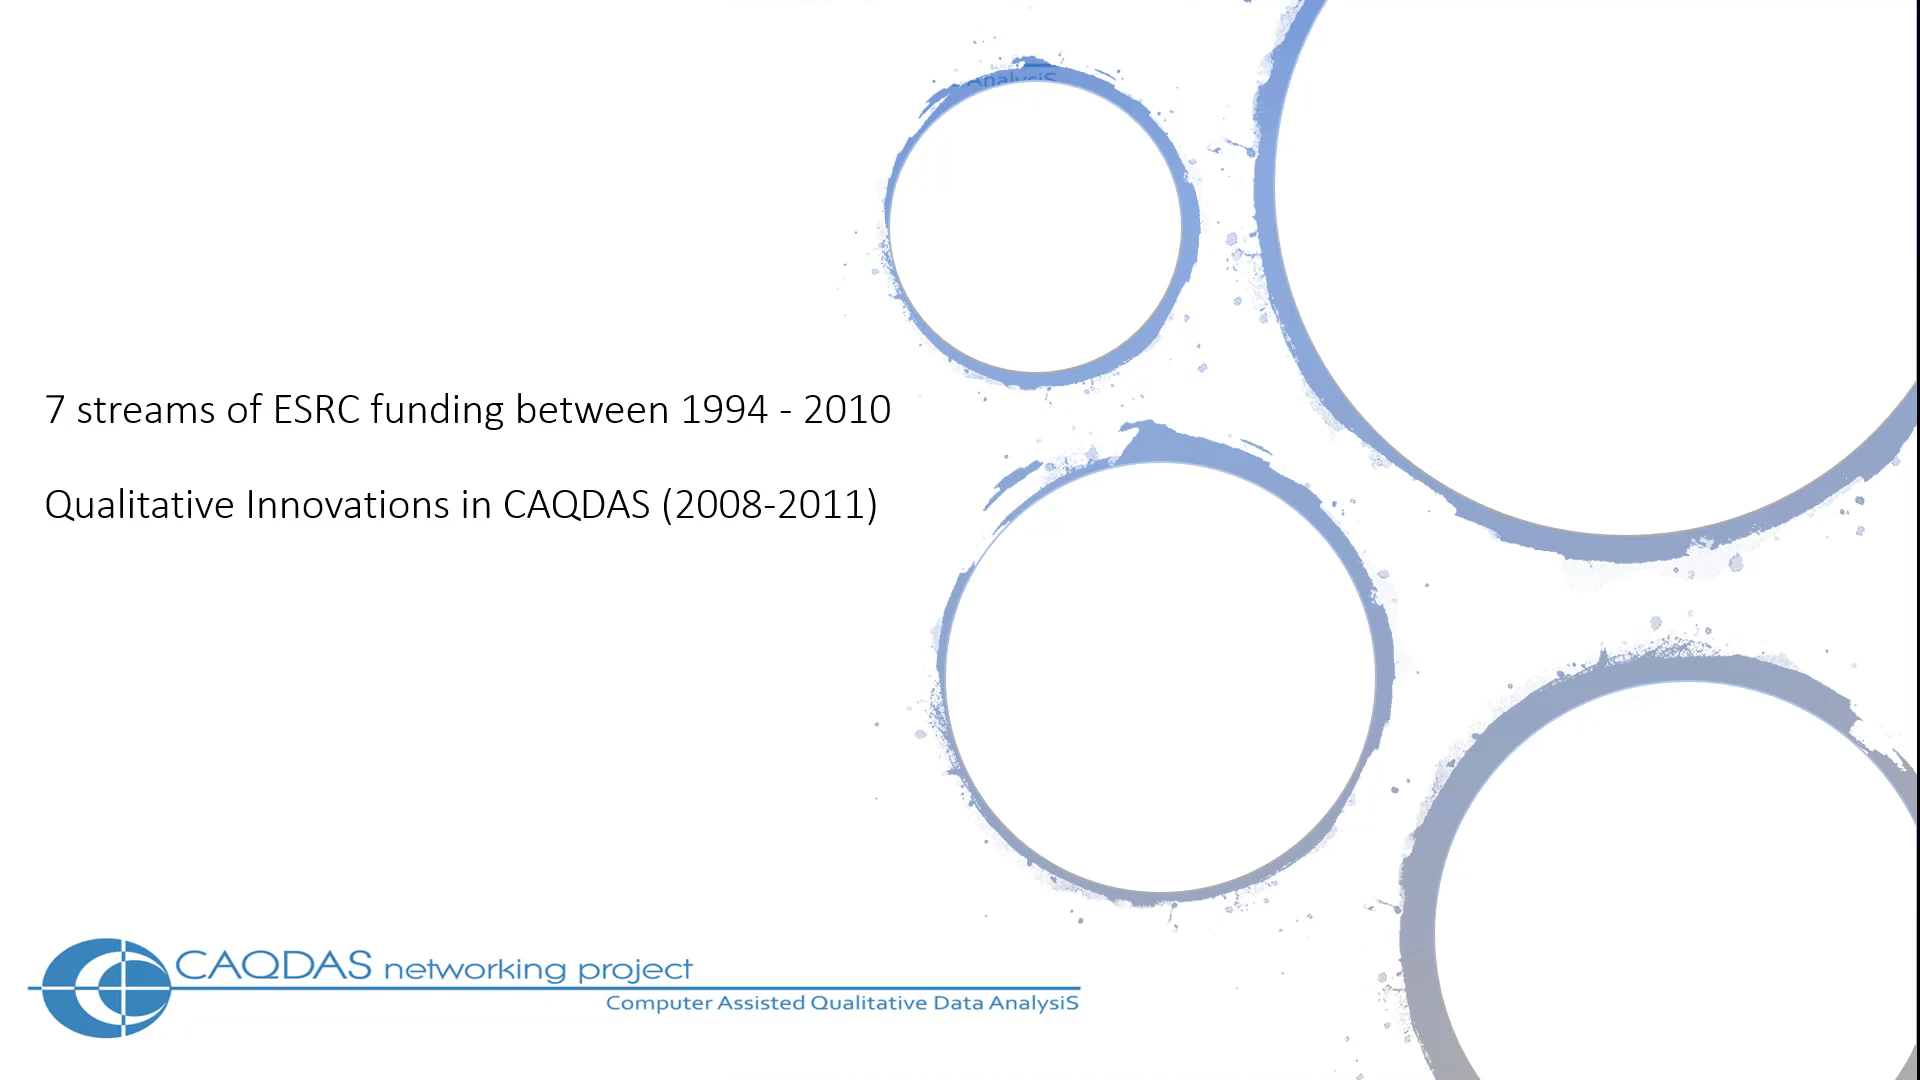 AnalysiS
7 streams of ESRC funding between 1994 - 2010
Qualitative Innovations in CAQDAS (2008-2011)
CAQDAS networking project
Computer Assisted Qualitative Data AnalysiS